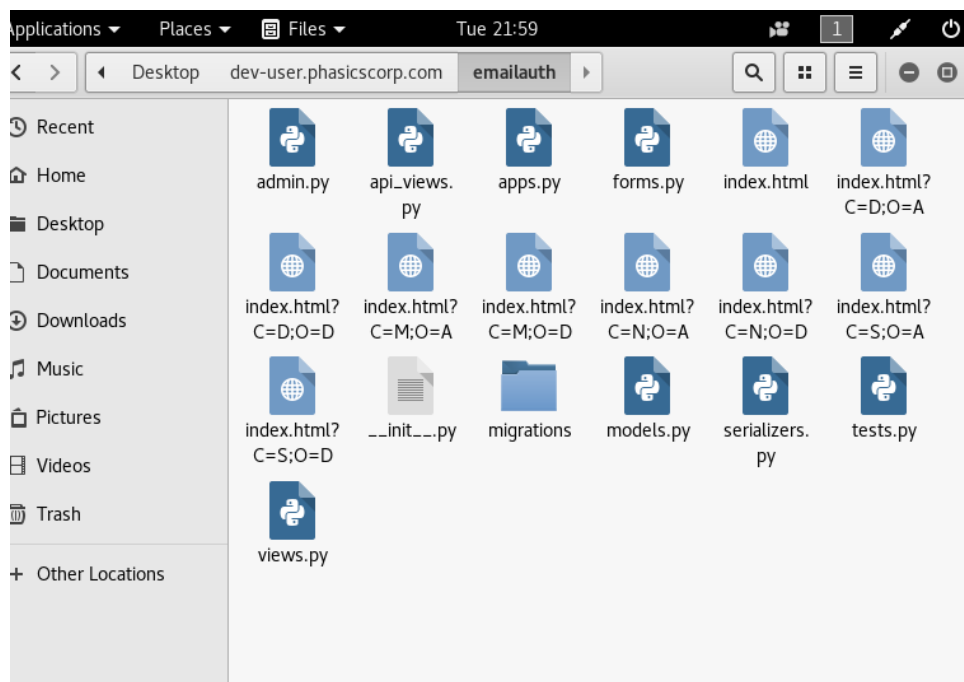 Applications Places Files Tue 21:59 1
Desktop dev-user.phasicscorp.com emailauth
Recent
Home
Desktop
Documents
Downloads
Music
Pictures
Videos
Trash
Other Locations
admin.py
api_views.
py
apps.py
forms.py
index.html
index.html?
C=D;O=A
index.html?
C=D;O=D
index.html?
C=M;O=A
index.html?
C=M;O=D
index.html?
C=N;O=A
index.html?
C=N;O=D
index.html?
C=S;O=A
index.html?
C=S;O=D
__init__.py
migrations
models.py
serializers.
py
tests.py
views.py